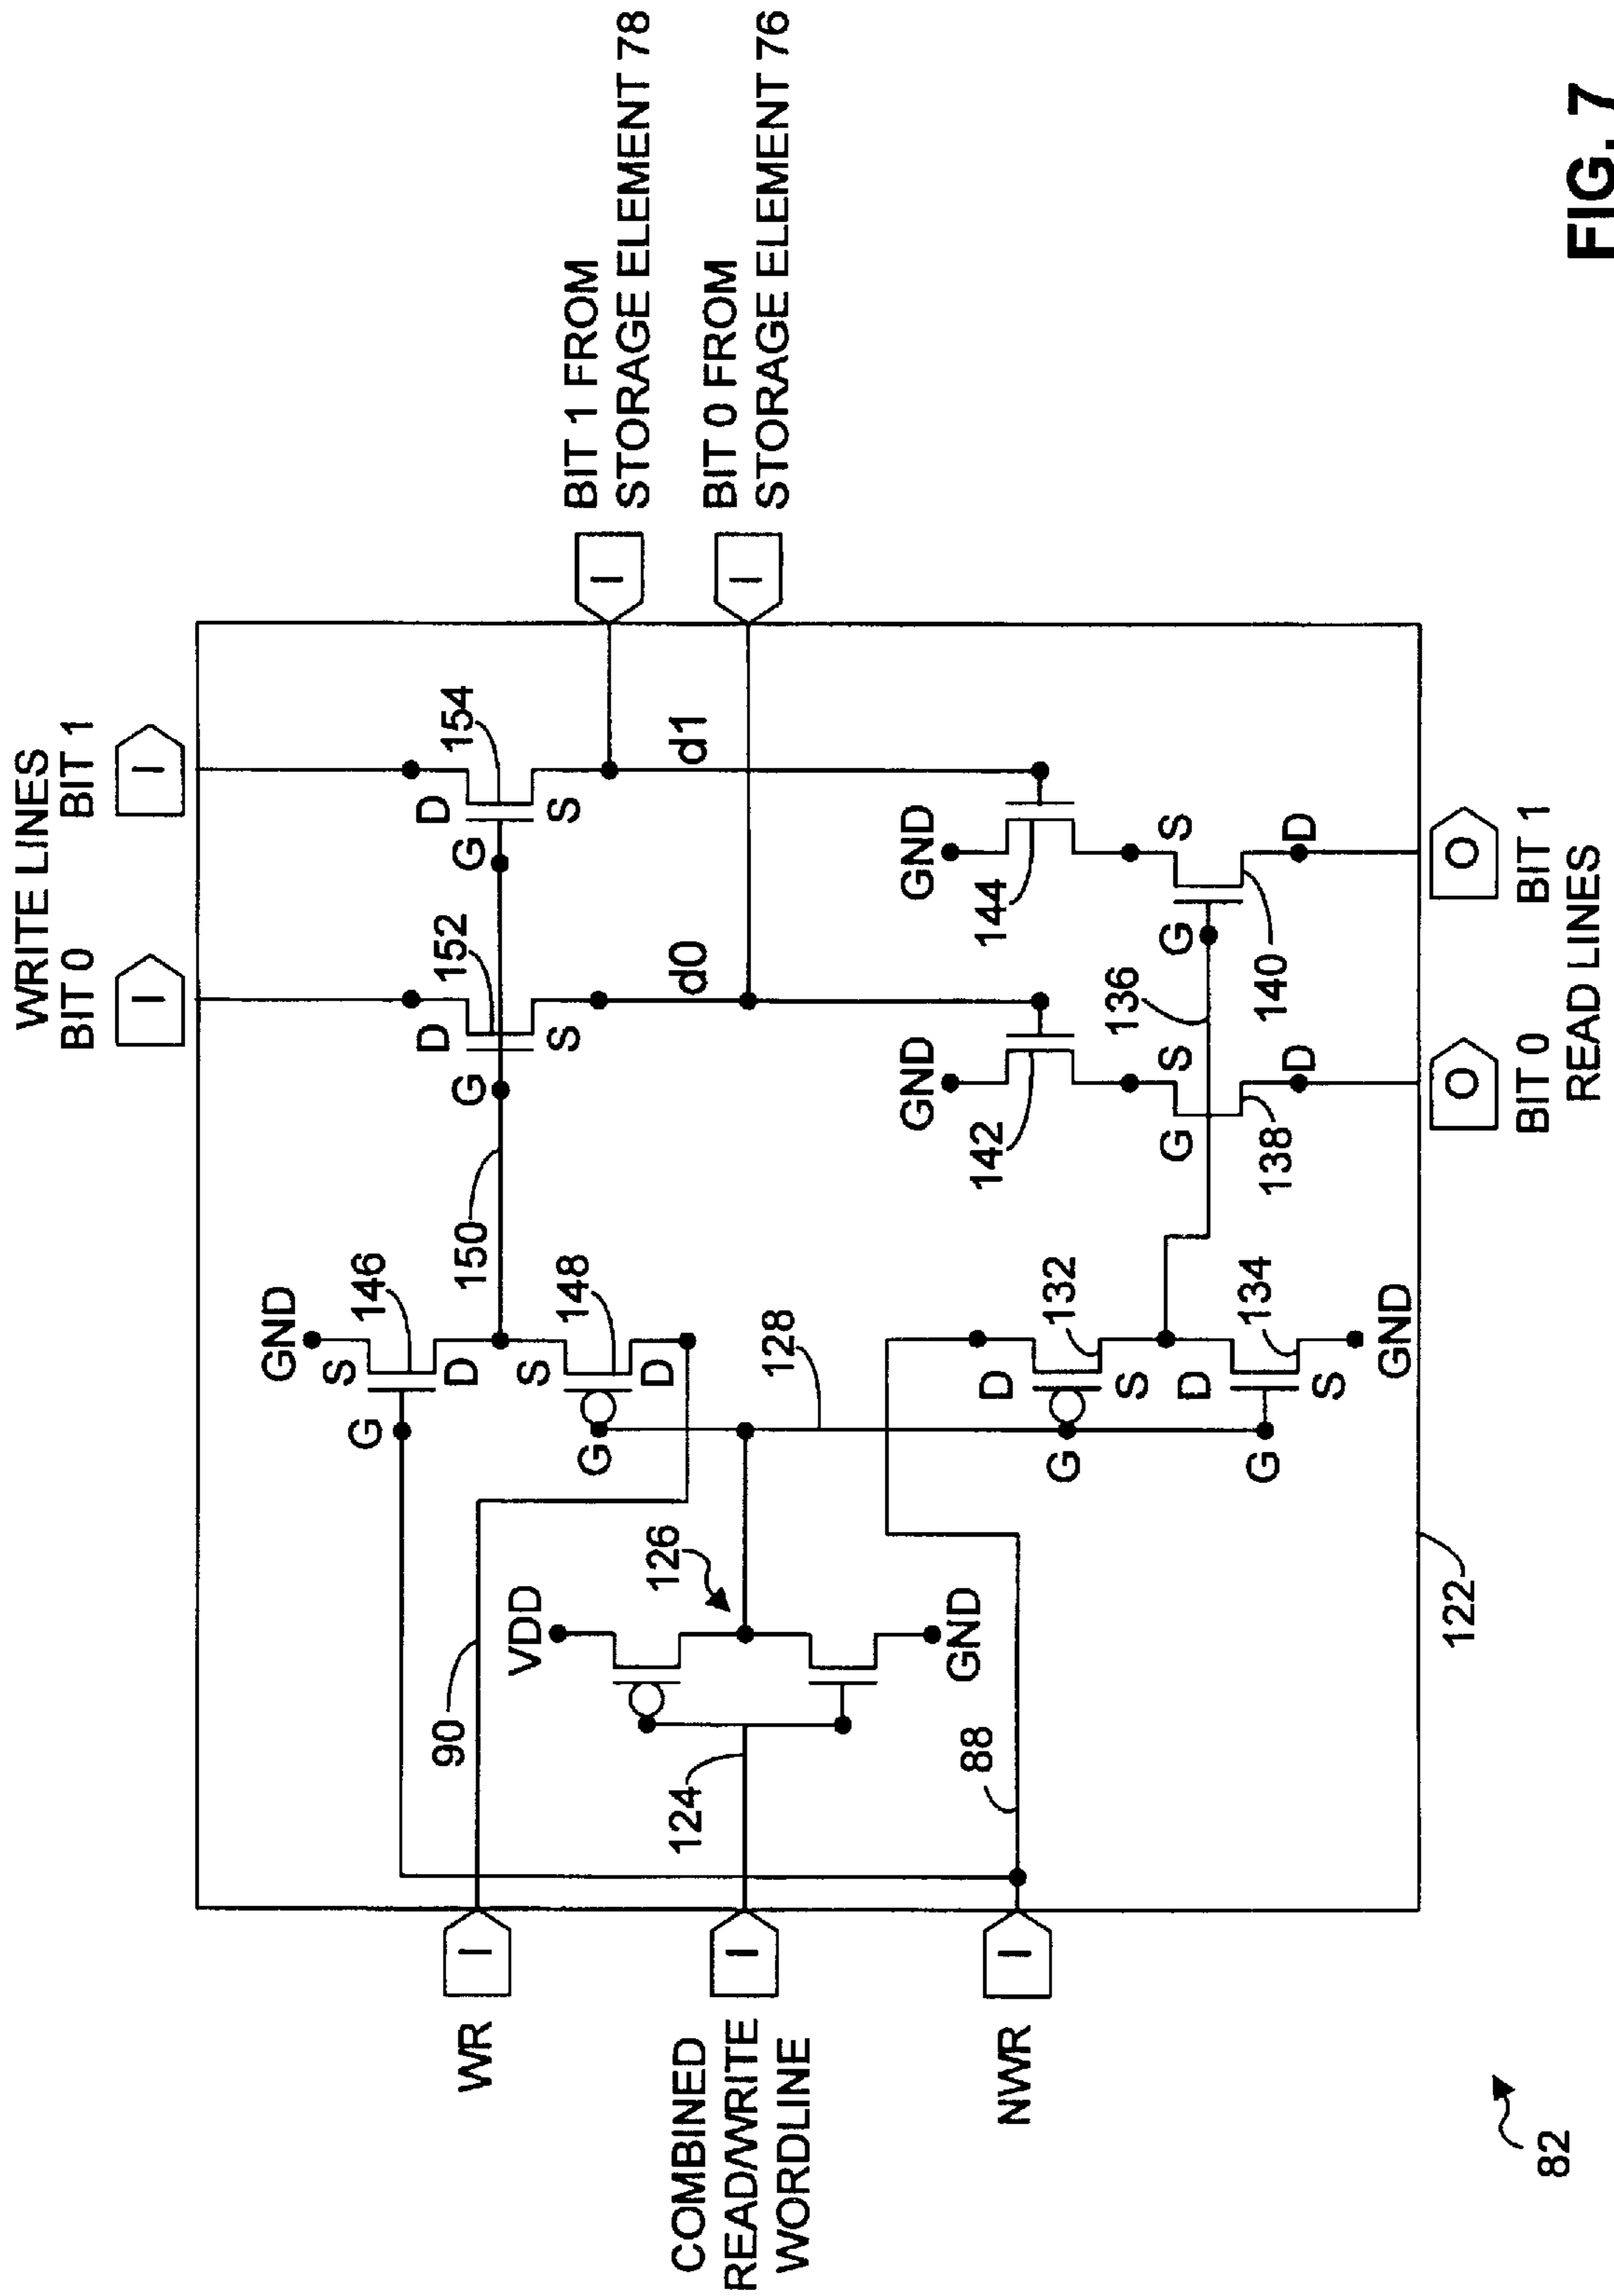 WRITE LINES
BIT 0
BIT 1
I
I
WR
I
COMBINED
READ/WRITE
WORDLINE
I
NWR
I
90
124
88
VDD
126
GND
GND
146
S
G
D
S
148
G
D
128
150
D
152
G
S
D
154
G
S
d0
d1
I
BIT 1 FROM
STORAGE ELEMENT 78
I
BIT 0 FROM
STORAGE ELEMENT 76
D
132
G
S
D
134
G
S
GND
GND
142
S
G
D
138
136
GND
144
S
G
D
140
122
O
O
BIT 0
BIT 1
READ LINES
82
FIG. 7